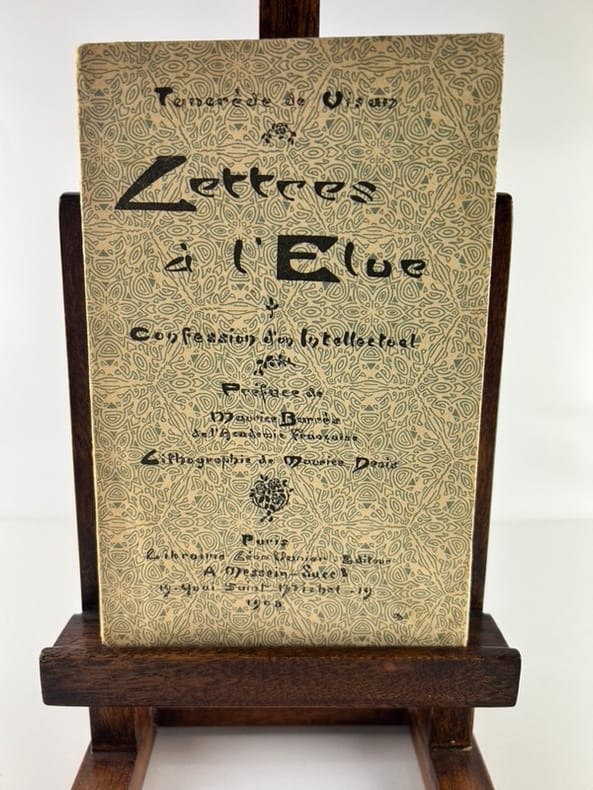 Tancrède de Visan
Lettres
à l'Elue
Confession d'un Intellectuel
Préface de
Maurice Barrès
de l'Académie Française
Lithographie de Maurice Denis
Paris
Librairie Léon Vanier, Editeur
A. Messein - Succr
19 - Quai Saint-Michel - 19
1908